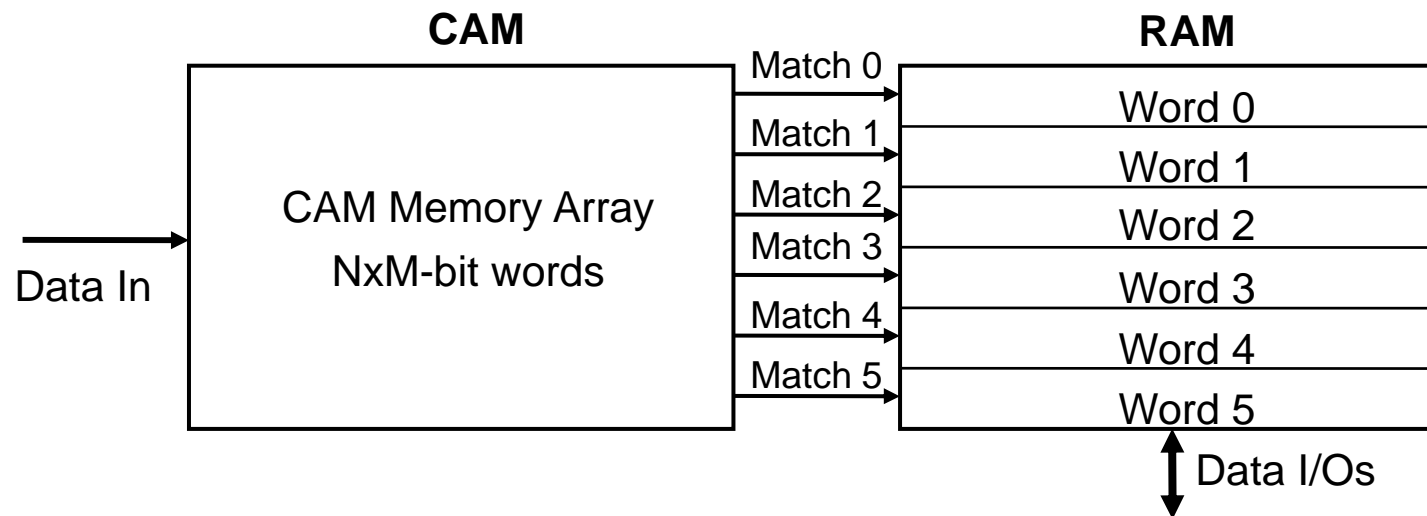 CAM
RAM
Match 0
Word 0
Match 1
Word 1
CAM Memory Array
Match 2
Word 2
NxM-bit words
Match 3
Data In
Word 3
Match 4
Word 4
Match 5
Word 5
Data I/Os